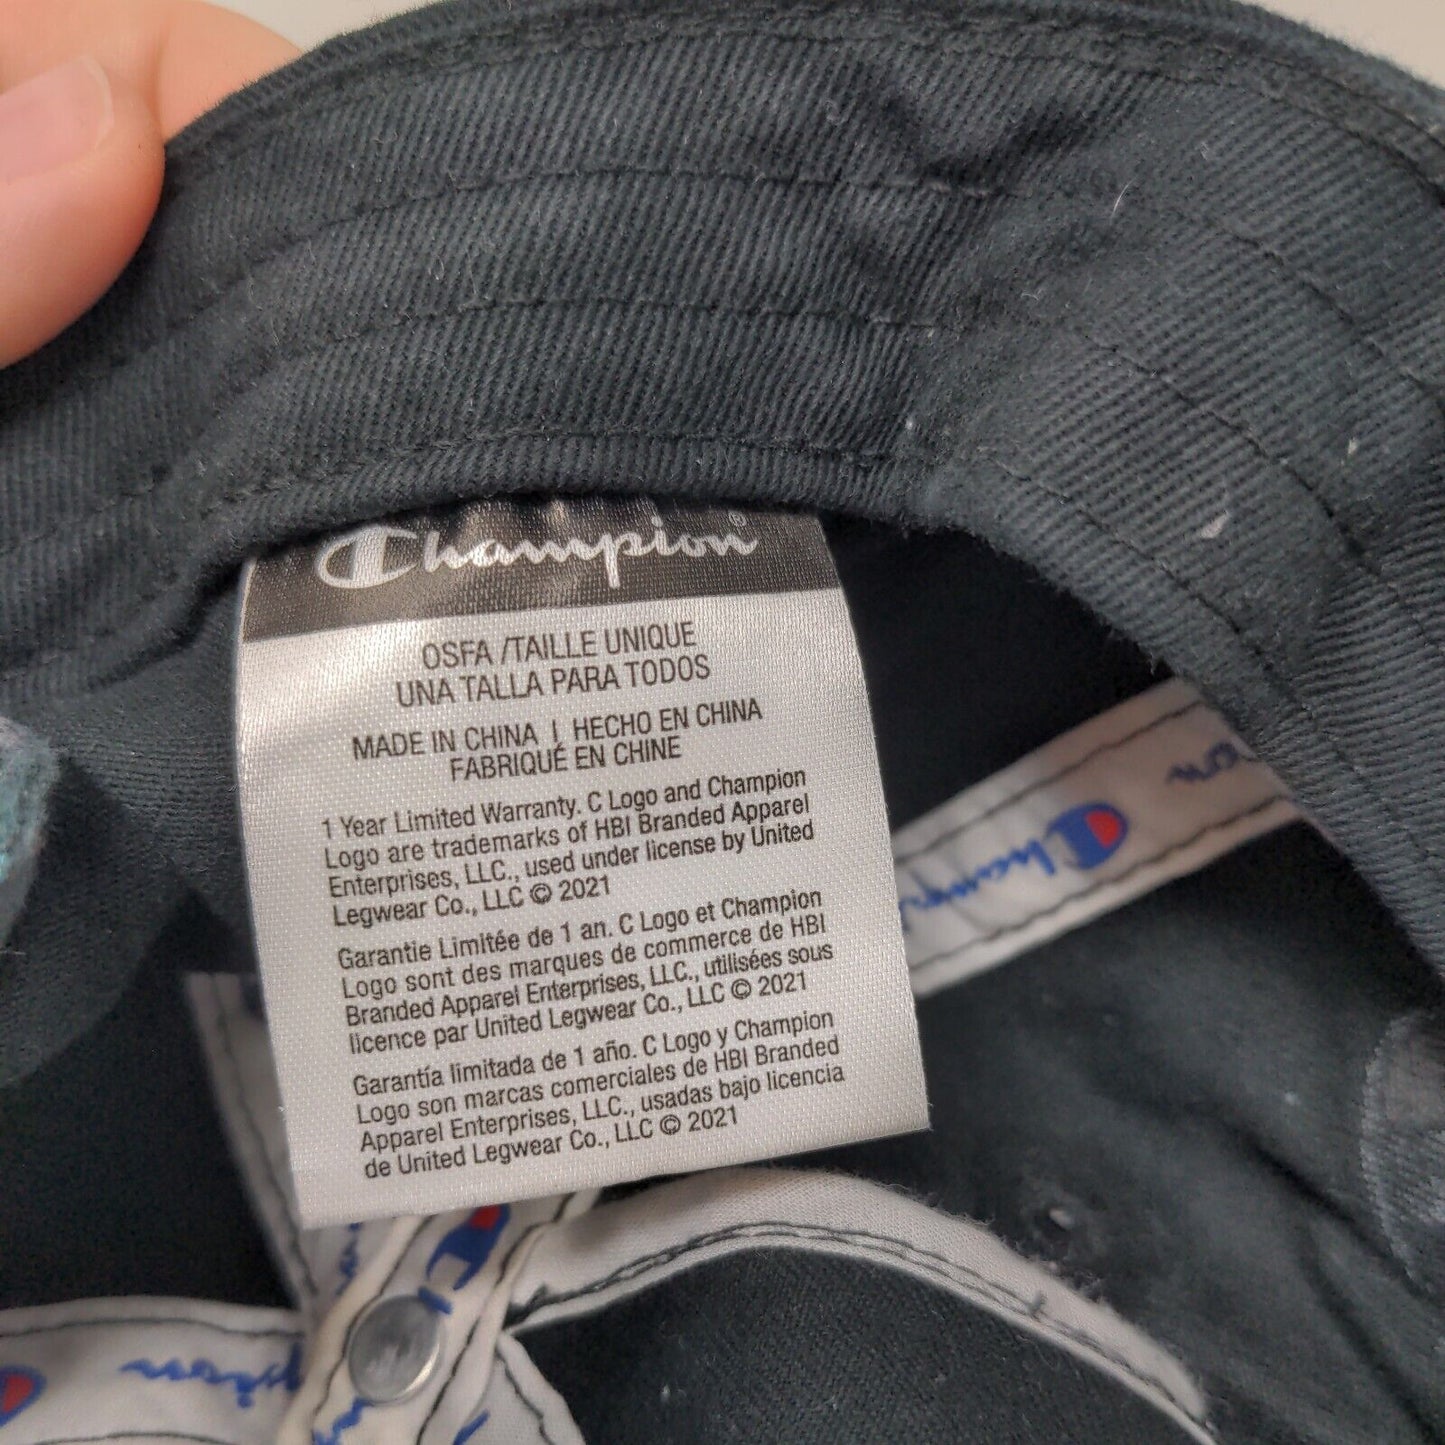 Champion®
OSFA /TAILLE UNIQUE
UNA TALLA PARA TODOS
MADE IN CHINA | HECHO EN CHINA
FABRIQUÉ EN CHINE
1 Year Limited Warranty. C Logo and Champion
Logo are trademarks of HBI Branded Apparel
Enterprises, LLC., used under license by United
Legwear Co., LLC © 2021
Garantie Limitée de 1 an. C Logo et Champion
Logo sont des marques de commerce de HBI
Branded Apparel Enterprises, LLC., utilisées sous
licence par United Legwear Co., LLC © 2021
Garantía limitada de 1 año. C Logo y Champion
Logo son marcas comerciales de HBI Branded
Apparel Enterprises, LLC., usadas bajo licencia
de United Legwear Co., LLC © 2021